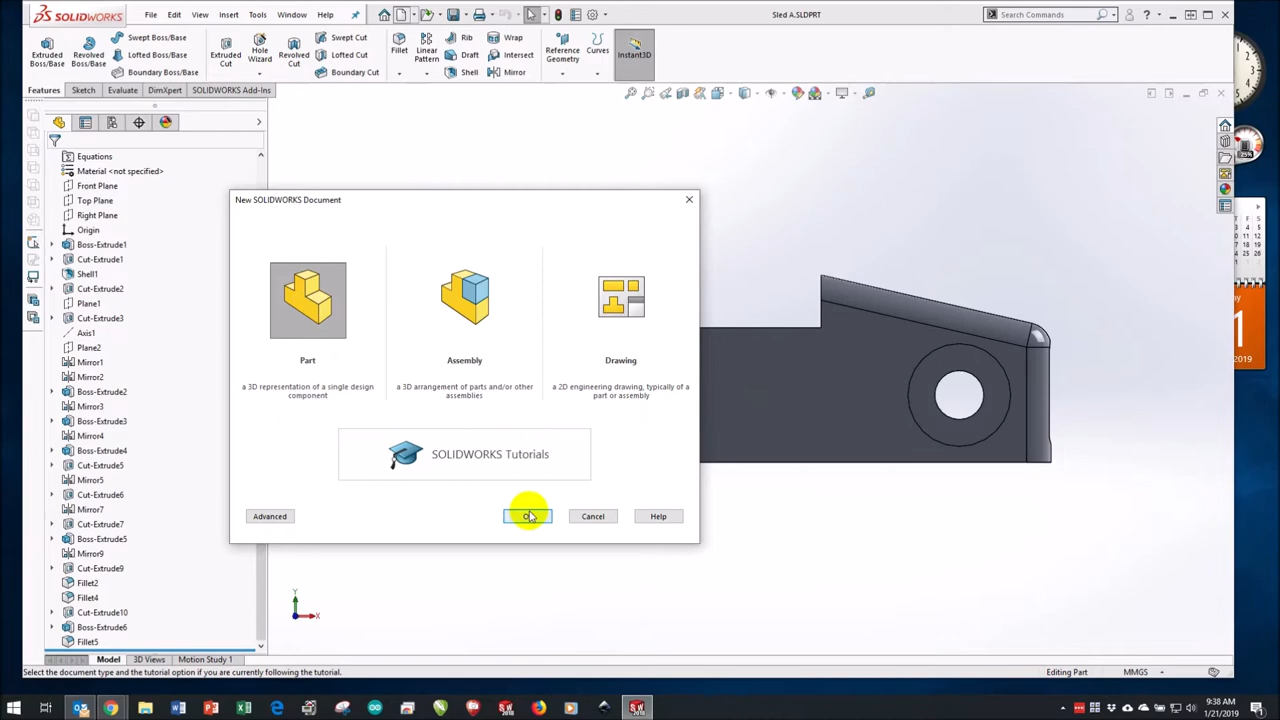 SOLIDWORKS File Edit View Insert Tools Window Help Sled A.SLDPRT Search Commands
Extruded Boss/Base
Revolved Boss/Base
Swept Boss/Base
Lofted Boss/Base
Boundary Boss/Base
Extruded Cut
Hole Wizard
Revolved Cut
Swept Cut
Lofted Cut
Boundary Cut
Fillet
Linear Pattern
Rib
Draft
Shell
Wrap
Intersect
Mirror
Reference Geometry
Curves
Instant3D
Features Sketch Evaluate DimXpert SOLIDWORKS Add-Ins
Equations
Material <not specified>
Front Plane
Top Plane
Right Plane
Origin
Boss-Extrude1
Cut-Extrude1
Shell1
Cut-Extrude2
Plane1
Cut-Extrude3
Axis1
Plane2
Mirror1
Mirror2
Boss-Extrude2
Mirror3
Boss-Extrude3
Mirror4
Boss-Extrude4
Cut-Extrude5
Mirror5
Cut-Extrude6
Mirror7
Cut-Extrude7
Boss-Extrude5
Mirror9
Cut-Extrude9
Fillet2
Fillet4
Cut-Extrude10
Boss-Extrude6
Fillet5
New SOLIDWORKS Document
Part
a 3D representation of a single design
component
Assembly
a 3D arrangement of parts and/or other
assemblies
Drawing
a 2D engineering drawing, typically of a
part or assembly
SOLIDWORKS Tutorials
Advanced Cancel Help
Y
X
Model 3D Views Motion Study 1
Select the document type and the tutorial option if you are currently following the tutorial. Editing Part MMGS
9:38 AM
1/21/2019